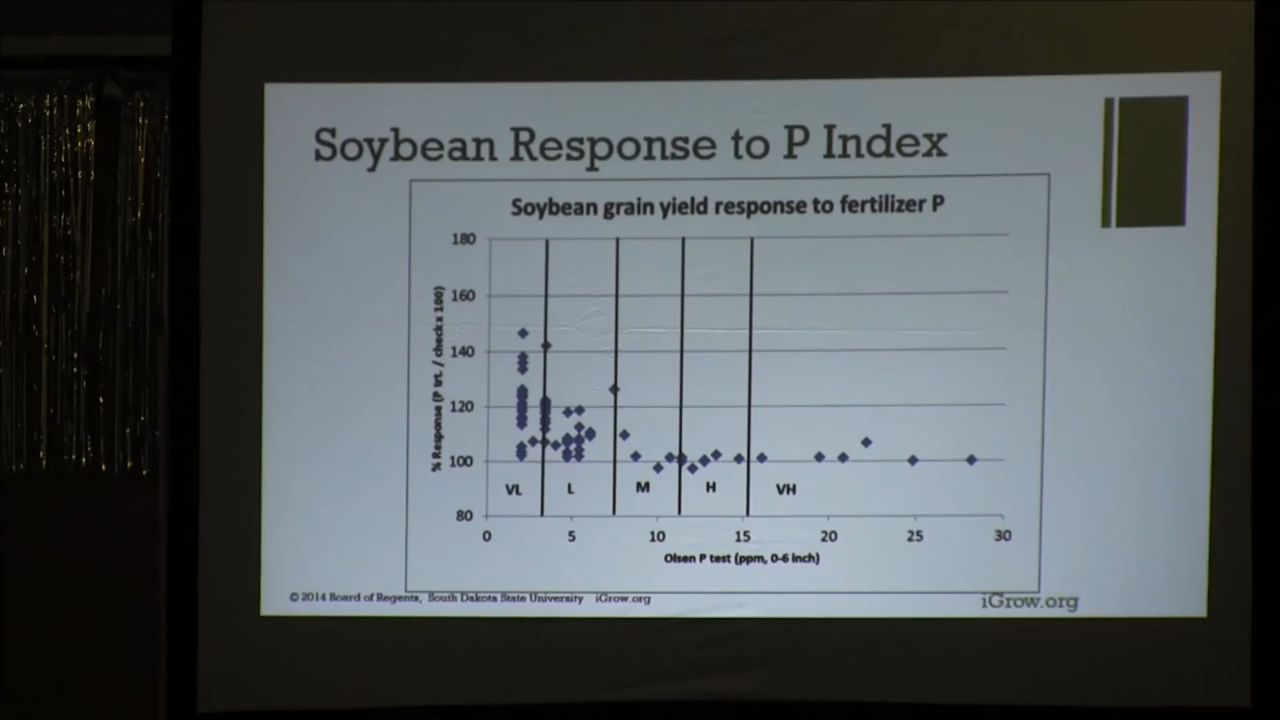 Soybean Response to P Index
Soybean grain yield response to fertilizer P
180
160
140
120
100
80
% Response (P trt. / check x 100)
VL L M H VH
0 5 10 15 20 25 30
Olsen P test (ppm, 0-6 inch)
© 2014 Board of Regents, South Dakota State University iGrow.org
iGrow.org